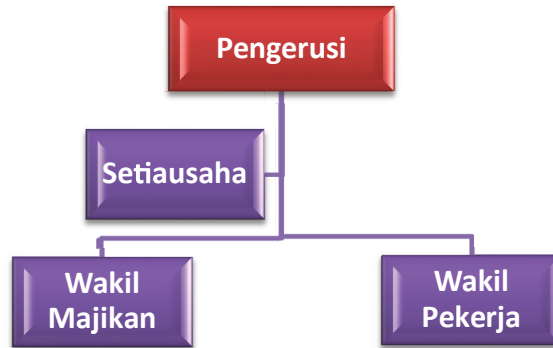 Pengerusi
Setiausaha
Wakil
Majikan
Wakil
Pekerja